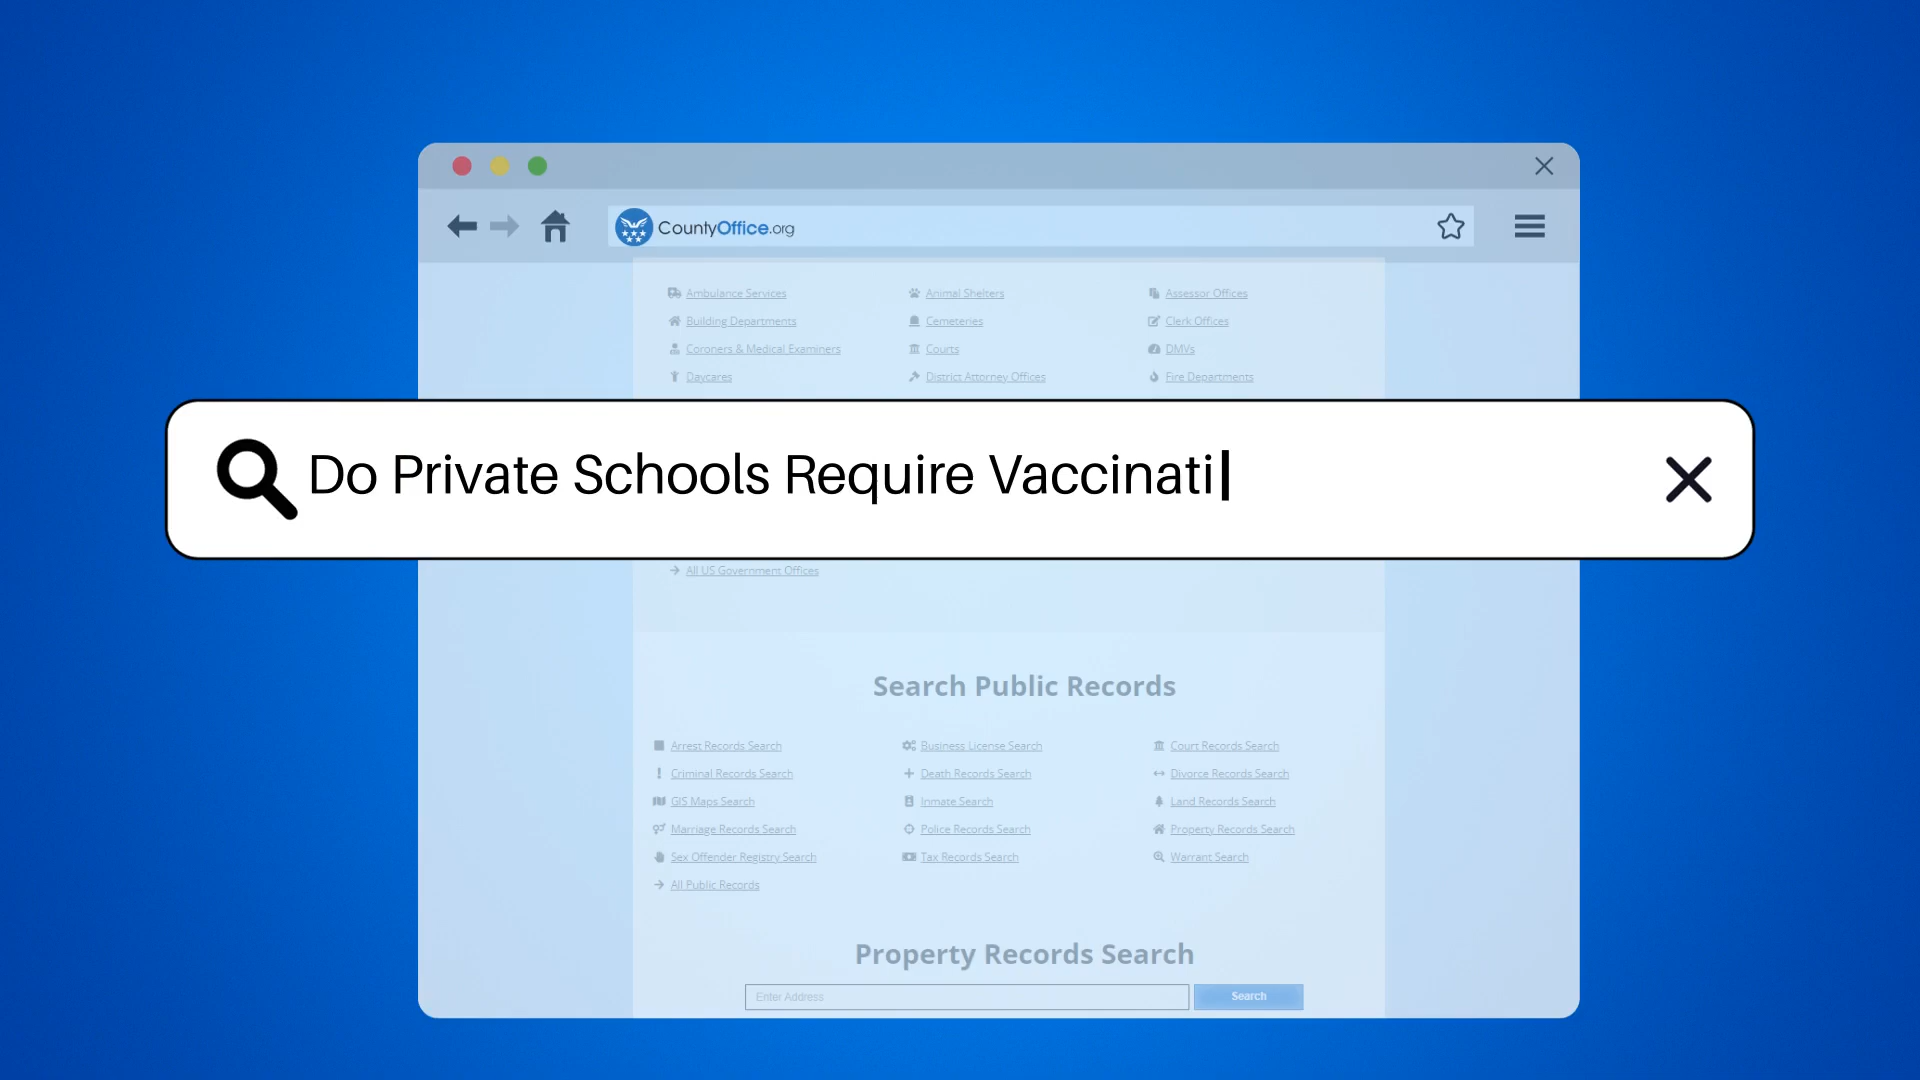 CountyOffice.org
Ambulance Services Animal Shelters Assessor Offices
Building Departments Cemeteries Clerk Offices
Coroners & Medical Examiners Courts DMVs
Daycares District Attorney Offices Fire Departments
Do Private Schools Require Vaccinati
All US Government Offices
Search Public Records
Arrest Records Search Business License Search Court Records Search
Criminal Records Search Death Records Search Divorce Records Search
GIS Maps Search Inmate Search Land Records Search
Marriage Records Search Police Records Search Property Records Search
Sex Offender Registry Search Tax Records Search Warrant Search
All Public Records
Property Records Search
Enter Address Search